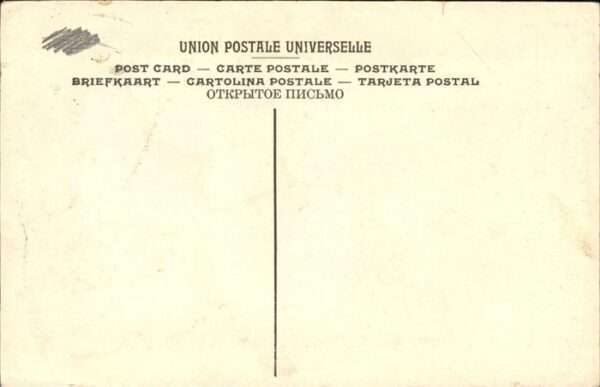 UNION POSTALE UNIVERSELLE
POST CARD — CARTE POSTALE — POSTKARTE
BRIEFKAART — CARTOLINA POSTALE — TARJETA POSTAL
ОТКРЫТОЕ ПИСЬМО